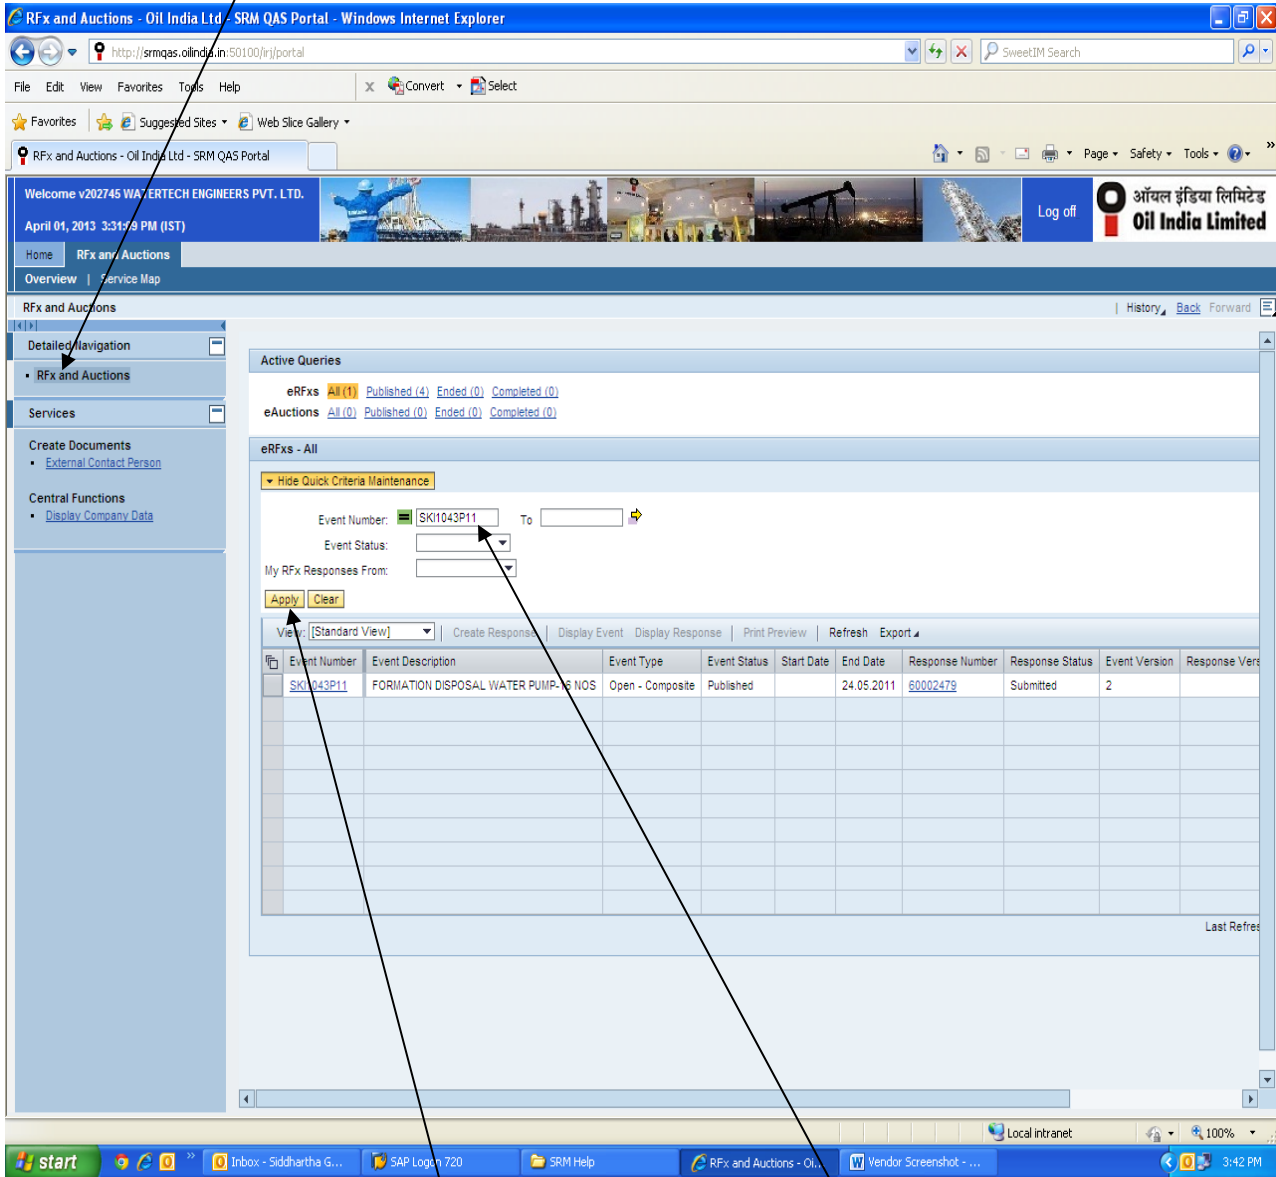 RFx and Auctions - Oil India Ltd - SRM QAS Portal - Windows Internet Explorer
http://srmqas.oilindia.in:50100/irj/portal
SweetIM Search
File Edit View Favorites Tools Help
x Convert Select
Favorites Suggested Sites Web Slice Gallery
RFx and Auctions - Oil India Ltd - SRM QAS Portal
Page Safety Tools »
Welcome v202745 WATERTECH ENGINEERS PVT. LTD.
April 01, 2013 3:31:39 PM (IST)
Log off
ऑयल इंडिया लिमिटेड
Oil India Limited
Home RFx and Auctions
Overview | Service Map
RFx and Auctions
| History Back Forward
Detailed Navigation
RFx and Auctions
Services
Create Documents
External Contact Person
Central Functions
Display Company Data
Active Queries
eRFxs All (1) Published (4) Ended (0) Completed (0)
eAuctions All (0) Published (0) Ended (0) Completed (0)
eRFxs - All
Hide Quick Criteria Maintenance
Event Number: SKI1043P11 To
Event Status:
My RFx Responses From:
Apply Clear
View: [Standard View] | Create Response | Display Event Display Response | Print Preview | Refresh Export
Event Number Event Description Event Type Event Status Start Date End Date Response Number Response Status Event Version Response Vers
SKI1043P11 FORMATION DISPOSAL WATER PUMP-16 NOS Open - Composite Published 24.05.2011 60002479 Submitted 2
Last Refres
Local intranet 100%
start » Inbox - Siddhartha G... SAP Logon 720 SRM Help RFx and Auctions - Oi... Vendor Screenshot - ... 3:42 PM